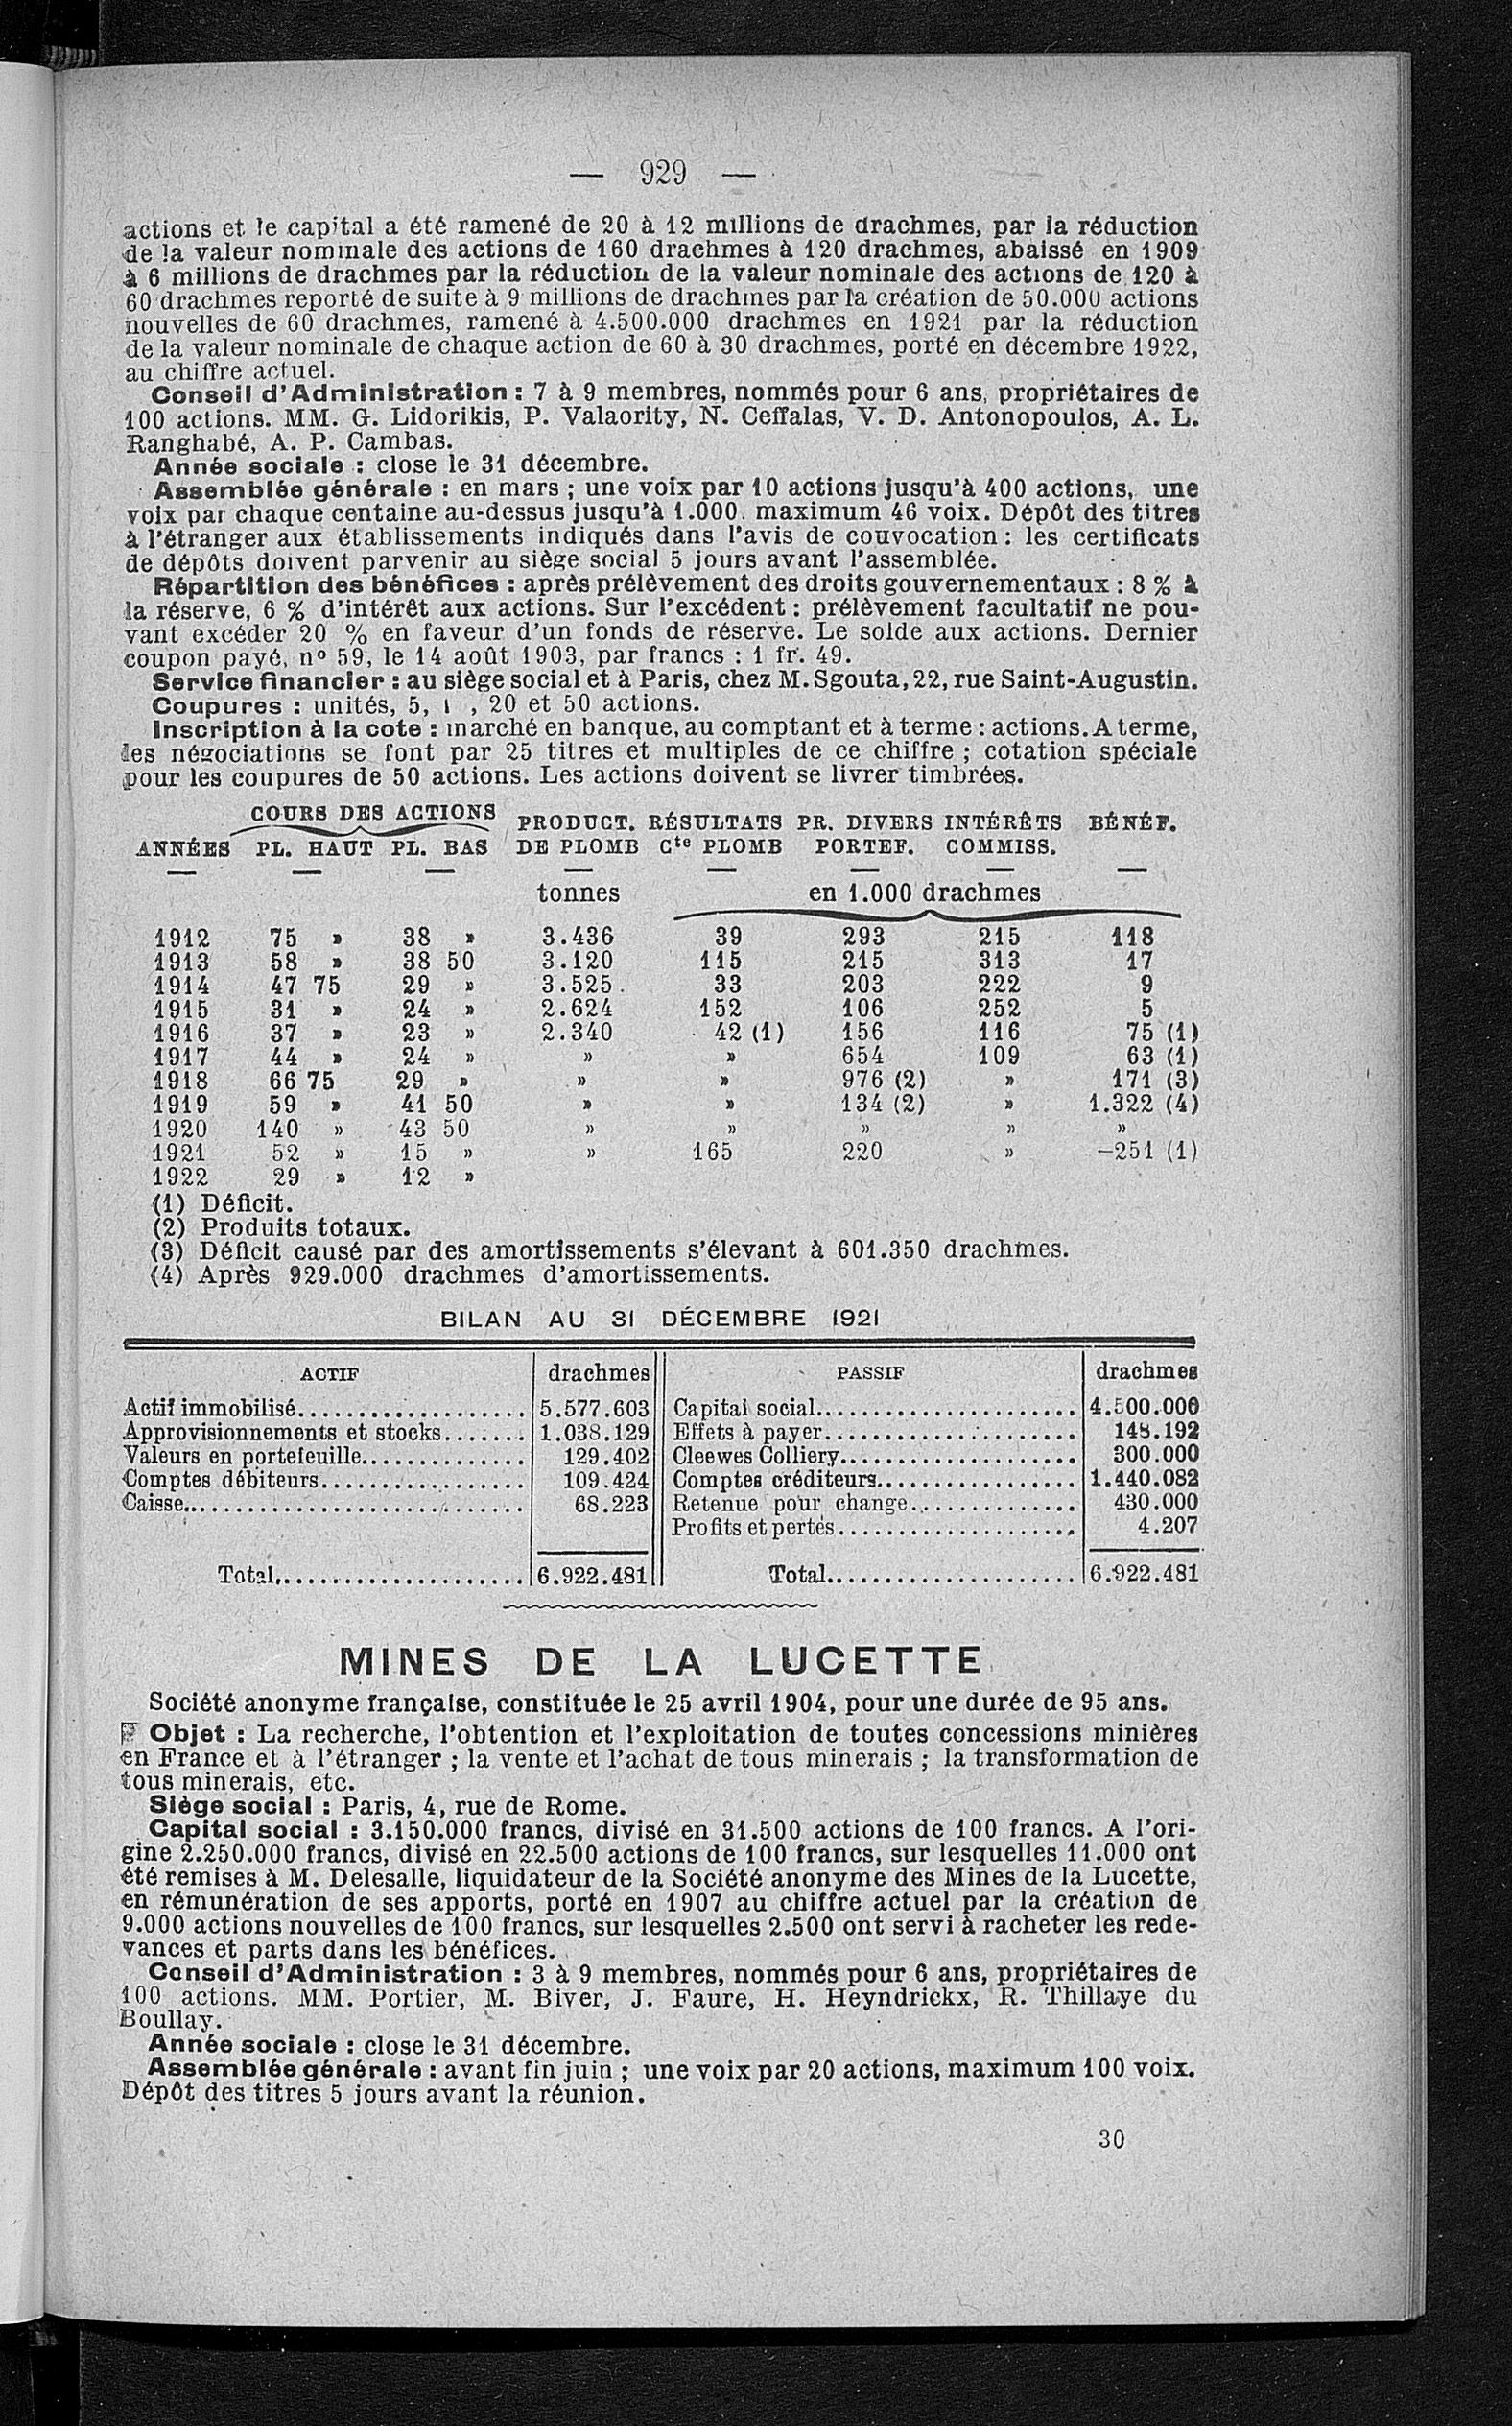 — 929 —
actions et le capital a été ramené de 20 à 12 millions de drachmes, par la réduction
de la valeur nominale des actions de 160 drachmes à 120 drachmes, abaissé en 1909
à 6 millions de drachmes par la réduction de la valeur nominale des actions de 120 à
60 drachmes reporté de suite à 9 millions de drachmes par la création de 50.000 actions
nouvelles de 60 drachmes, ramené à 4.500.000 drachmes en 1921 par la réduction
de la valeur nominale de chaque action de 60 à 30 drachmes, porté en décembre 1922,
au chiffre actuel.
Conseil d'Administration : 7 à 9 membres, nommés pour 6 ans, propriétaires de
100 actions. MM. G. Lidorikis, P. Valaority, N. Ceffalas, V. D. Antonopoulos, A. L.
Ranghabé, A. P. Cambas.
Année sociale : close le 31 décembre.
Assemblée générale : en mars ; une voix par 10 actions jusqu'à 400 actions, une
voix par chaque centaine au-dessus jusqu'à 1.000. maximum 46 voix. Dépôt des titres
à l'étranger aux établissements indiqués dans l'avis de convocation : les certificats
de dépôts doivent parvenir au siège social 5 jours avant l'assemblée.
Répartition des bénéfices : après prélèvement des droits gouvernementaux : 8 % à
la réserve, 6 % d'intérêt aux actions. Sur l'excédent : prélèvement facultatif ne pou-
vant excéder 20 % en faveur d'un fonds de réserve. Le solde aux actions. Dernier
coupon payé, nº 59, le 14 août 1903, par francs : 1 fr. 49.
Service financier : au siège social et à Paris, chez M. Sgouta, 22, rue Saint-Augustin.
Coupures : unités, 5, , 20 et 50 actions.
Inscription à la cote : marché en banque, au comptant et à terme : actions. A terme,
les négociations se font par 25 titres et multiples de ce chiffre ; cotation spéciale
pour les coupures de 50 actions. Les actions doivent se livrer timbrées.
COURS DES ACTIONS PRODUCT. RÉSULTATS PR. DIVERS INTÉRÊTS BÉNÉF.
ANNÉES PL. HAUT PL. BAS DE PLOMB Cte PLOMB PORTEF. COMMISS.
— — — — — — — —
tonnes en 1.000 drachmes
1912 75 » 38 » 3.436 39 293 215 118
1913 58 » 38 50 3.120 115 215 313 17
1914 47 75 29 » 3.525. 33 203 222 9
1915 31 » 24 » 2.624 152 106 252 5
1916 37 » 23 » 2.340 42 (1) 156 116 75 (1)
1917 44 » 24 » » » 654 109 63 (1)
1918 66 75 29 » » » 976 (2) » 171 (3)
1919 59 » 41 50 » » 134 (2) » 1.322 (4)
1920 140 » 43 50 » » » » »
1921 52 » 15 » » 165 220 » —251 (1)
1922 29 » 12 »
(1) Déficit.
(2) Produits totaux.
(3) Déficit causé par des amortissements s'élevant à 601.350 drachmes.
(4) Après 929.000 drachmes d'amortissements.
BILAN AU 31 DÉCEMBRE 1921
ACTIF drachmes PASSIF drachmes
Actif immobilisé.................... 5.577.603 Capital social....................... 4.500.000
Approvisionnements et stocks....... 1.038.129 Effets à payer...................... 148.192
Valeurs en portefeuille.............. 129.402 Cleewes Colliery..................... 300.000
Comptes débiteurs.................. 109.424 Comptes créditeurs.................. 1.440.082
Caisse.............................. 68.223 Retenue pour change............... 430.000
Profits et pertes..................... 4.207
Total...................... 6.922.481 Total...................... 6.922.481
MINES DE LA LUCETTE
Société anonyme française, constituée le 25 avril 1904, pour une durée de 95 ans.
Objet : La recherche, l'obtention et l'exploitation de toutes concessions minières
en France et à l'étranger ; la vente et l'achat de tous minerais ; la transformation de
tous minerais, etc.
Siège social : Paris, 4, rue de Rome.
Capital social : 3.150.000 francs, divisé en 31.500 actions de 100 francs. A l'ori-
gine 2.250.000 francs, divisé en 22.500 actions de 100 francs, sur lesquelles 11.000 ont
été remises à M. Delesalle, liquidateur de la Société anonyme des Mines de la Lucette,
en rémunération de ses apports, porté en 1907 au chiffre actuel par la création de
9.000 actions nouvelles de 100 francs, sur lesquelles 2.500 ont servi à racheter les rede-
vances et parts dans les bénéfices.
Conseil d'Administration : 3 à 9 membres, nommés pour 6 ans, propriétaires de
100 actions. MM. Portier, M. Biver, J. Faure, H. Heyndrickx, R. Thillaye du
Boullay.
Année sociale : close le 31 décembre.
Assemblée générale : avant fin juin ; une voix par 20 actions, maximum 100 voix.
Dépôt des titres 5 jours avant la réunion.
30